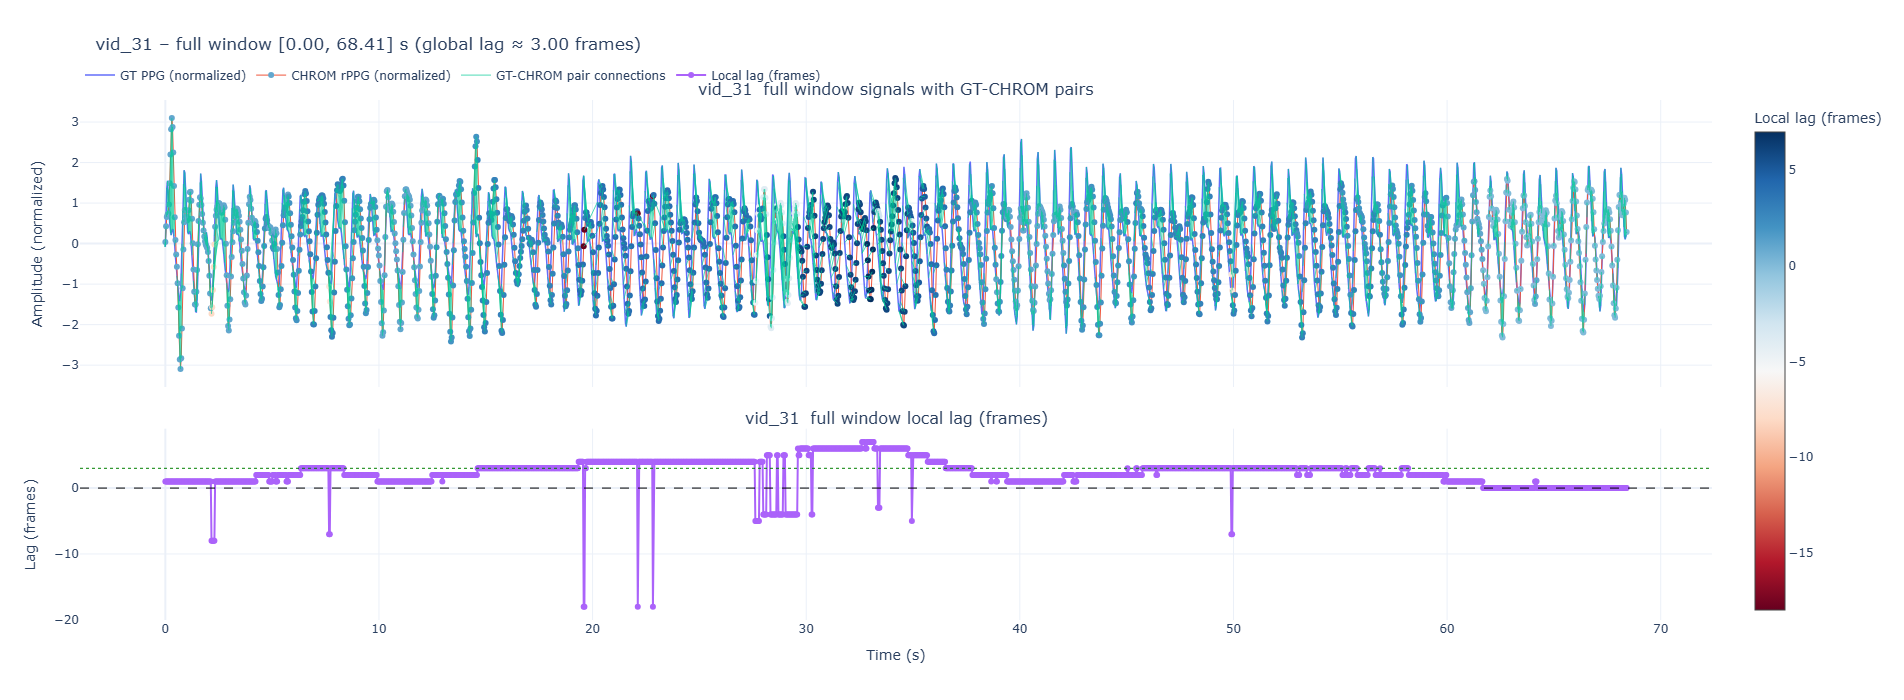 vid_31 – full window [0.00, 68.41] s (global lag ≈ 3.00 frames)
GT PPG (normalized) CHROM rPPG (normalized) GT-CHROM pair connections Local lag (frames)
vid_31 full window signals with GT-CHROM pairs
Amplitude (normalized)
3
2
1
0
−1
−2
−3
Local lag (frames)
5
0
−5
−10
−15
vid_31 full window local lag (frames)
Lag (frames)
0
−10
−20
0 10 20 30 40 50 60 70
Time (s)